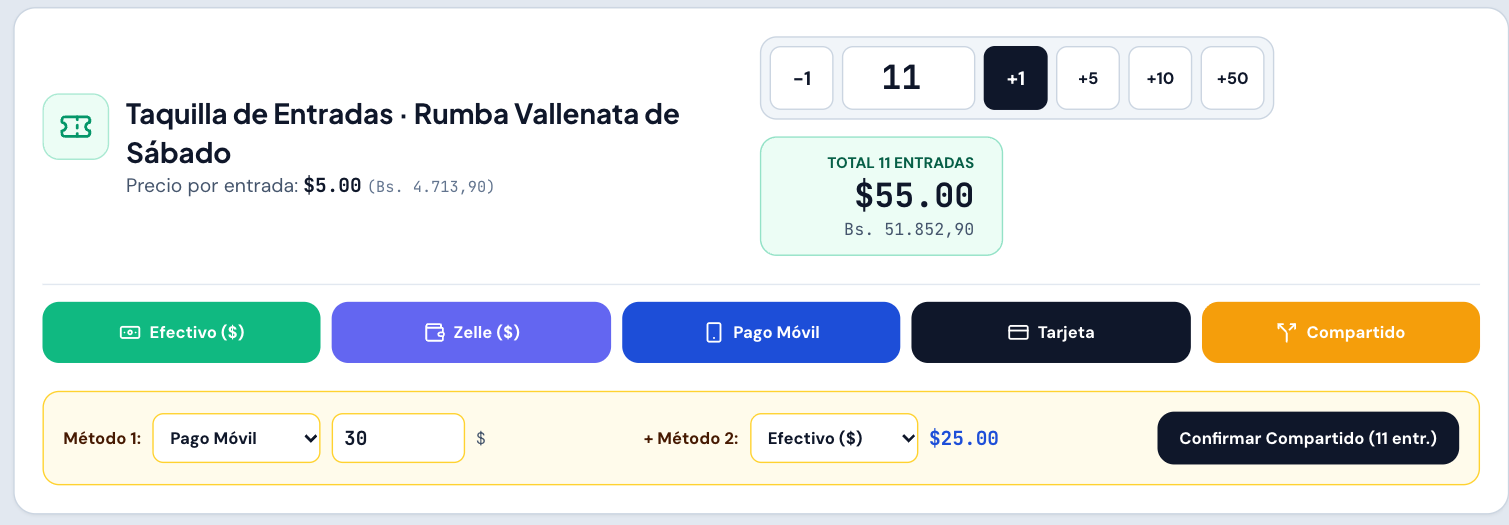 Taquilla de Entradas · Rumba Vallenata de
Sábado
Precio por entrada: $5.00 (Bs. 4.713,90)
−1 11 +1 +5 +10 +50
TOTAL 11 ENTRADAS
$55.00
Bs. 51.852,90
Efectivo ($) Zelle ($) Pago Móvil Tarjeta Compartido
Método 1: Pago Móvil 30 $ + Método 2: Efectivo ($) $25.00 Confirmar Compartido (11 entr.)